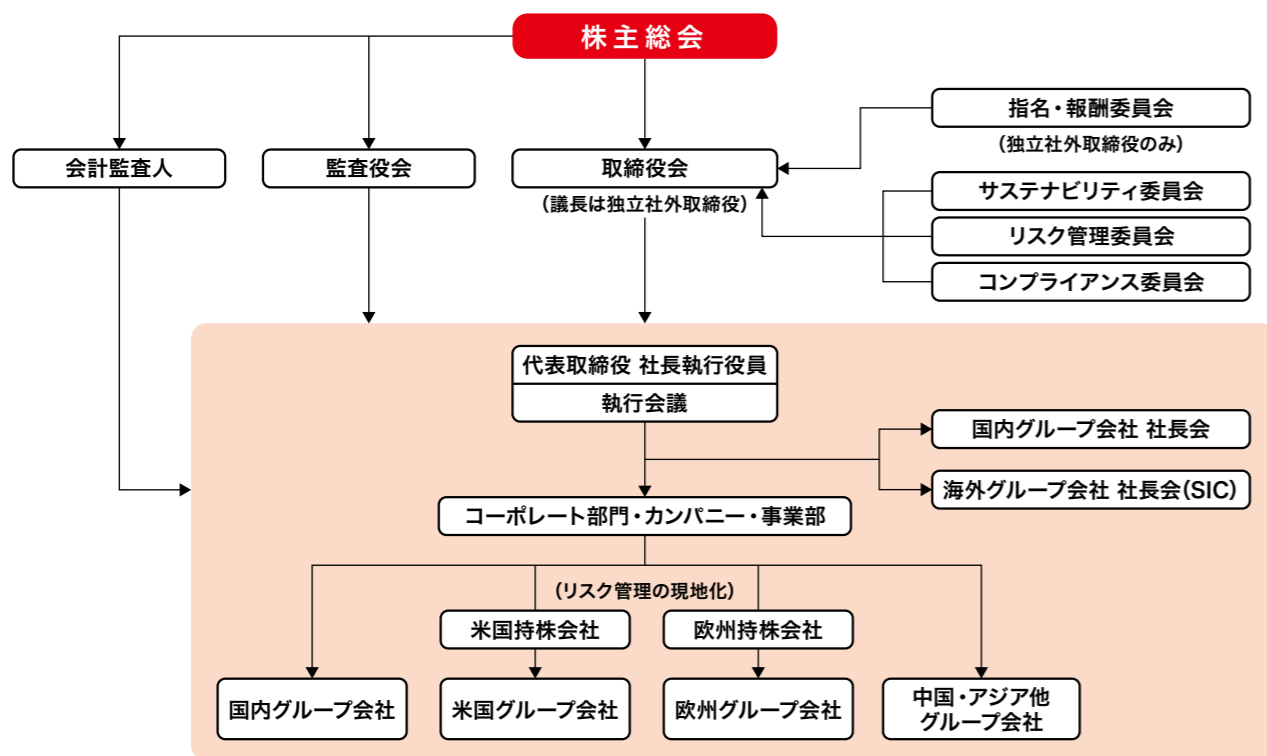 株主総会
指名・報酬委員会
(独立社外取締役のみ)
会計監査人
監査役会
取締役会
(議長は独立社外取締役)
サステナビリティ委員会
リスク管理委員会
コンプライアンス委員会
代表取締役 社長執行役員
執行会議
国内グループ会社 社長会
海外グループ会社 社長会(SIC)
コーポレート部門・カンパニー・事業部
(リスク管理の現地化)
米国持株会社
欧州持株会社
国内グループ会社
米国グループ会社
欧州グループ会社
中国・アジア他
グループ会社